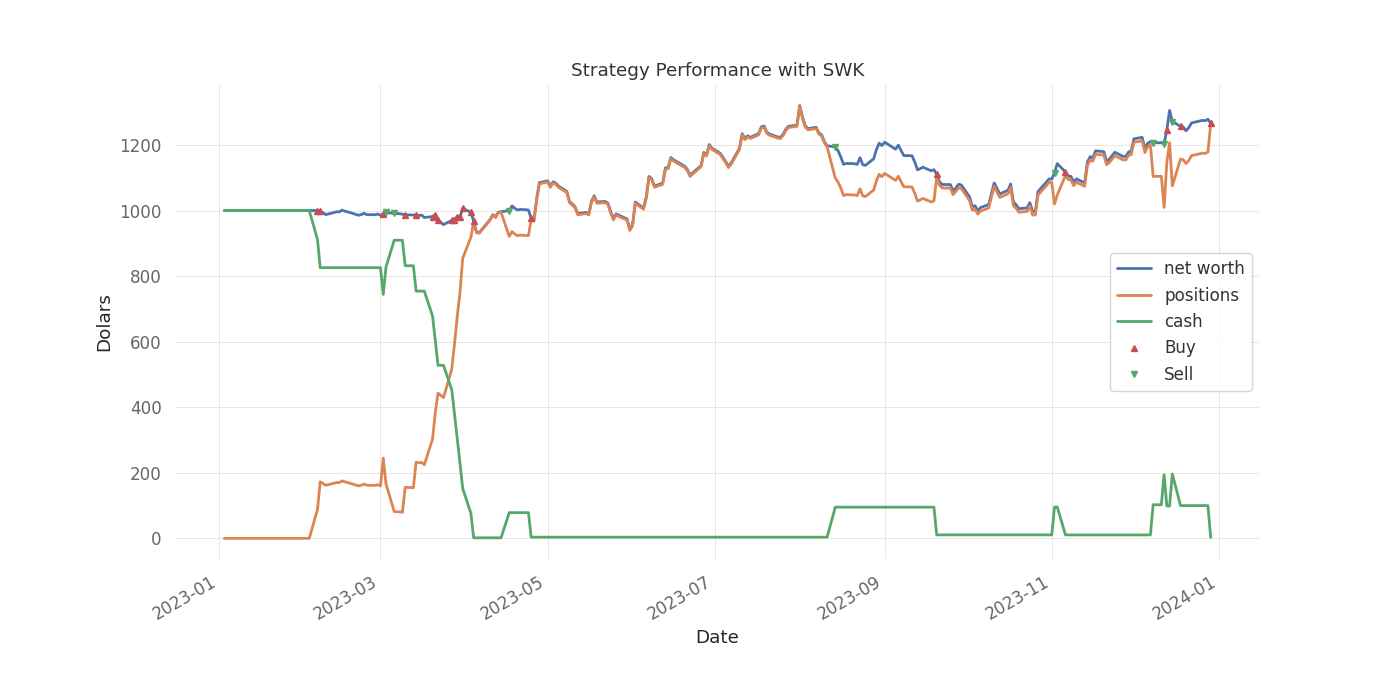 Strategy Performance with SWK
Dolars
1200
1000
800
600
400
200
0
net worth
positions
cash
Buy
Sell
2023-01
2023-03
2023-05
2023-07
2023-09
2023-11
2024-01
Date